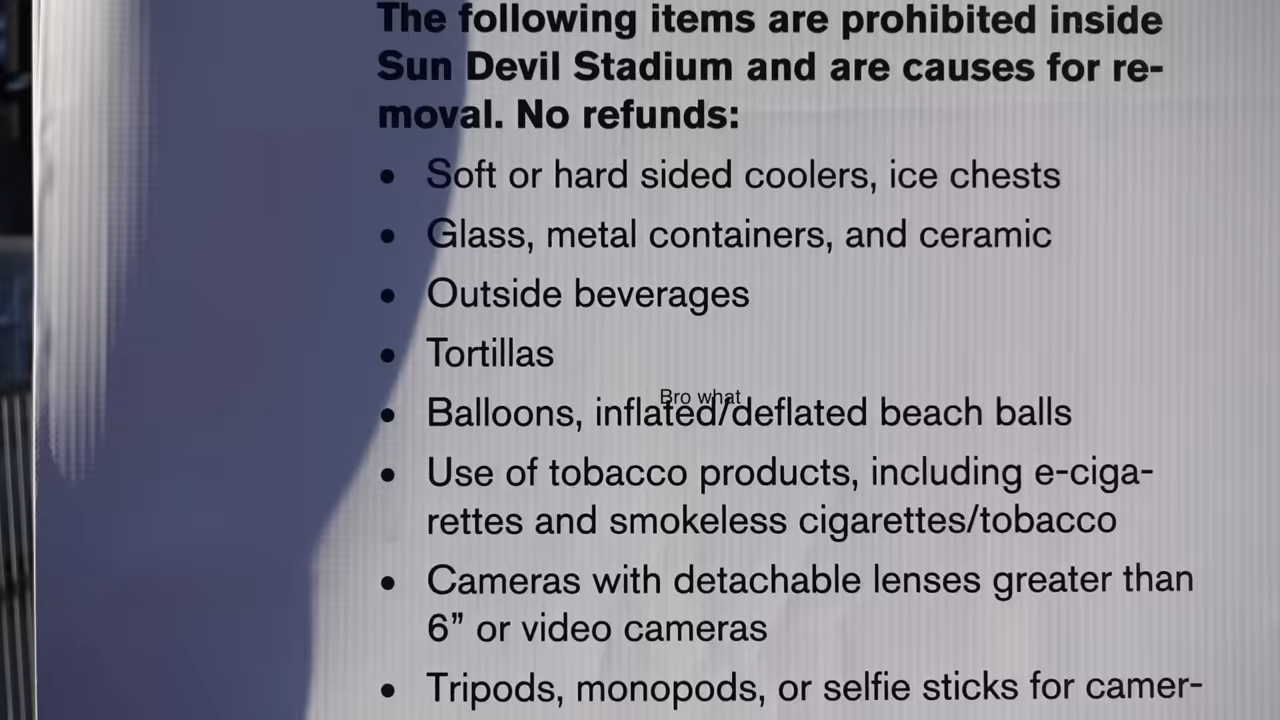 The following items are prohibited inside
Sun Devil Stadium and are causes for re-
moval. No refunds:
• Soft or hard sided coolers, ice chests
• Glass, metal containers, and ceramic
• Outside beverages
• Tortillas
Bro what
• Balloons, inflated/deflated beach balls
• Use of tobacco products, including e-ciga-
rettes and smokeless cigarettes/tobacco
• Cameras with detachable lenses greater than
6” or video cameras
• Tripods, monopods, or selfie sticks for camer-